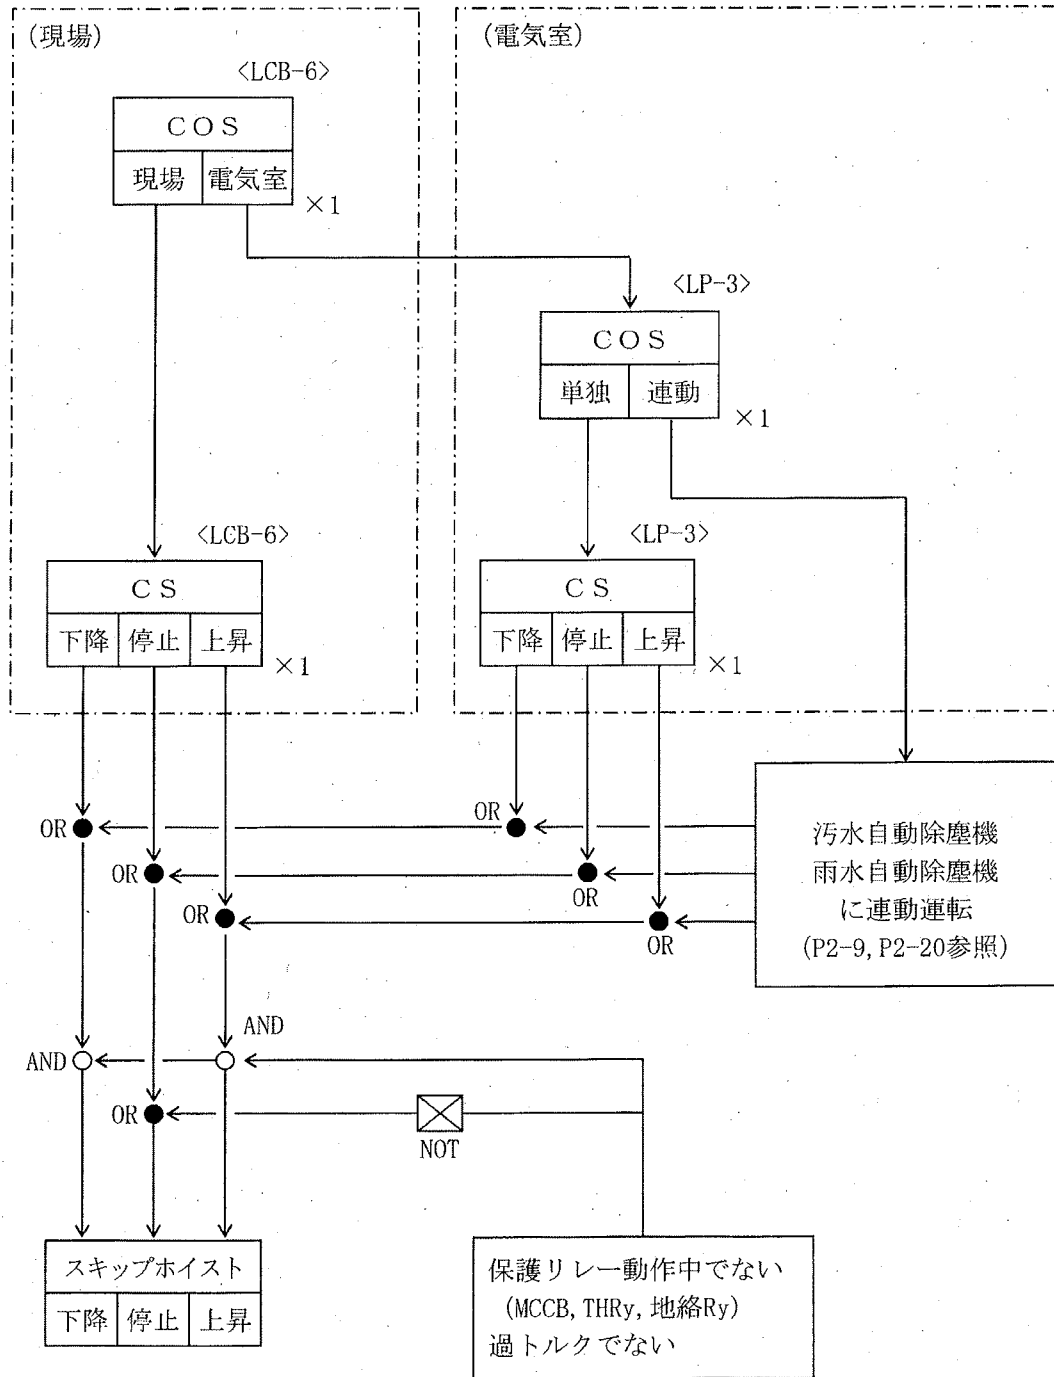 (現場)
(電気室)
<LCB-6>
COS
現場 電気室
×1
<LP-3>
COS
単独 連動
×1
<LCB-6>
CS
下降 停止 上昇
×1
<LP-3>
CS
下降 停止 上昇
×1
OR
OR
OR
OR
OR
OR
汚水自動除塵機
雨水自動除塵機
に連動運転
(P2-9, P2-20参照)
AND
AND
OR
NOT
スキップホイスト
下降 停止 上昇
保護リレー動作中でない
(MCCB, THRy, 地絡Ry)
過トルクでない